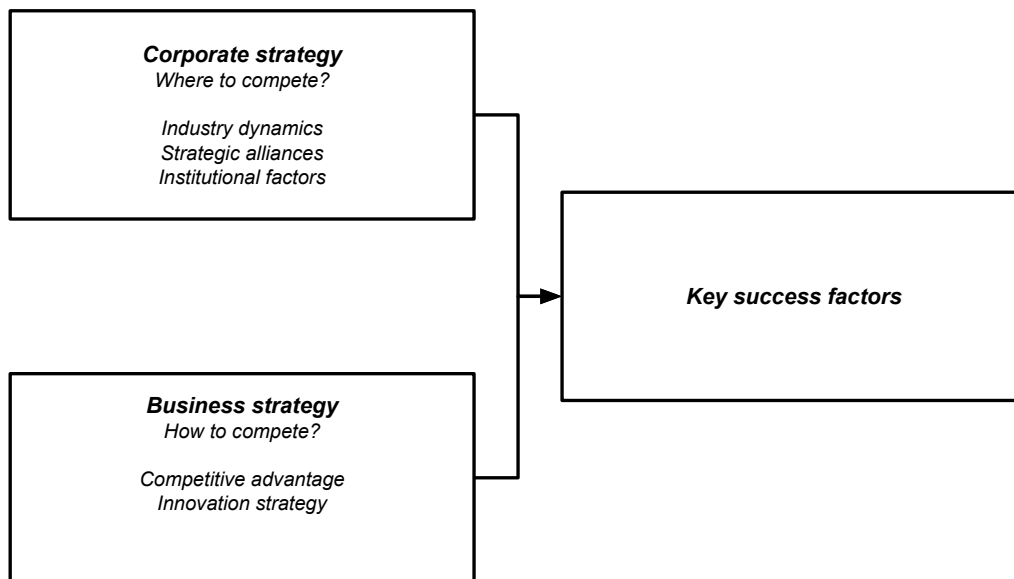 Corporate strategy
Where to compete?
Industry dynamics
Strategic alliances
Institutional factors
Key success factors
Business strategy
How to compete?
Competitive advantage
Innovation strategy